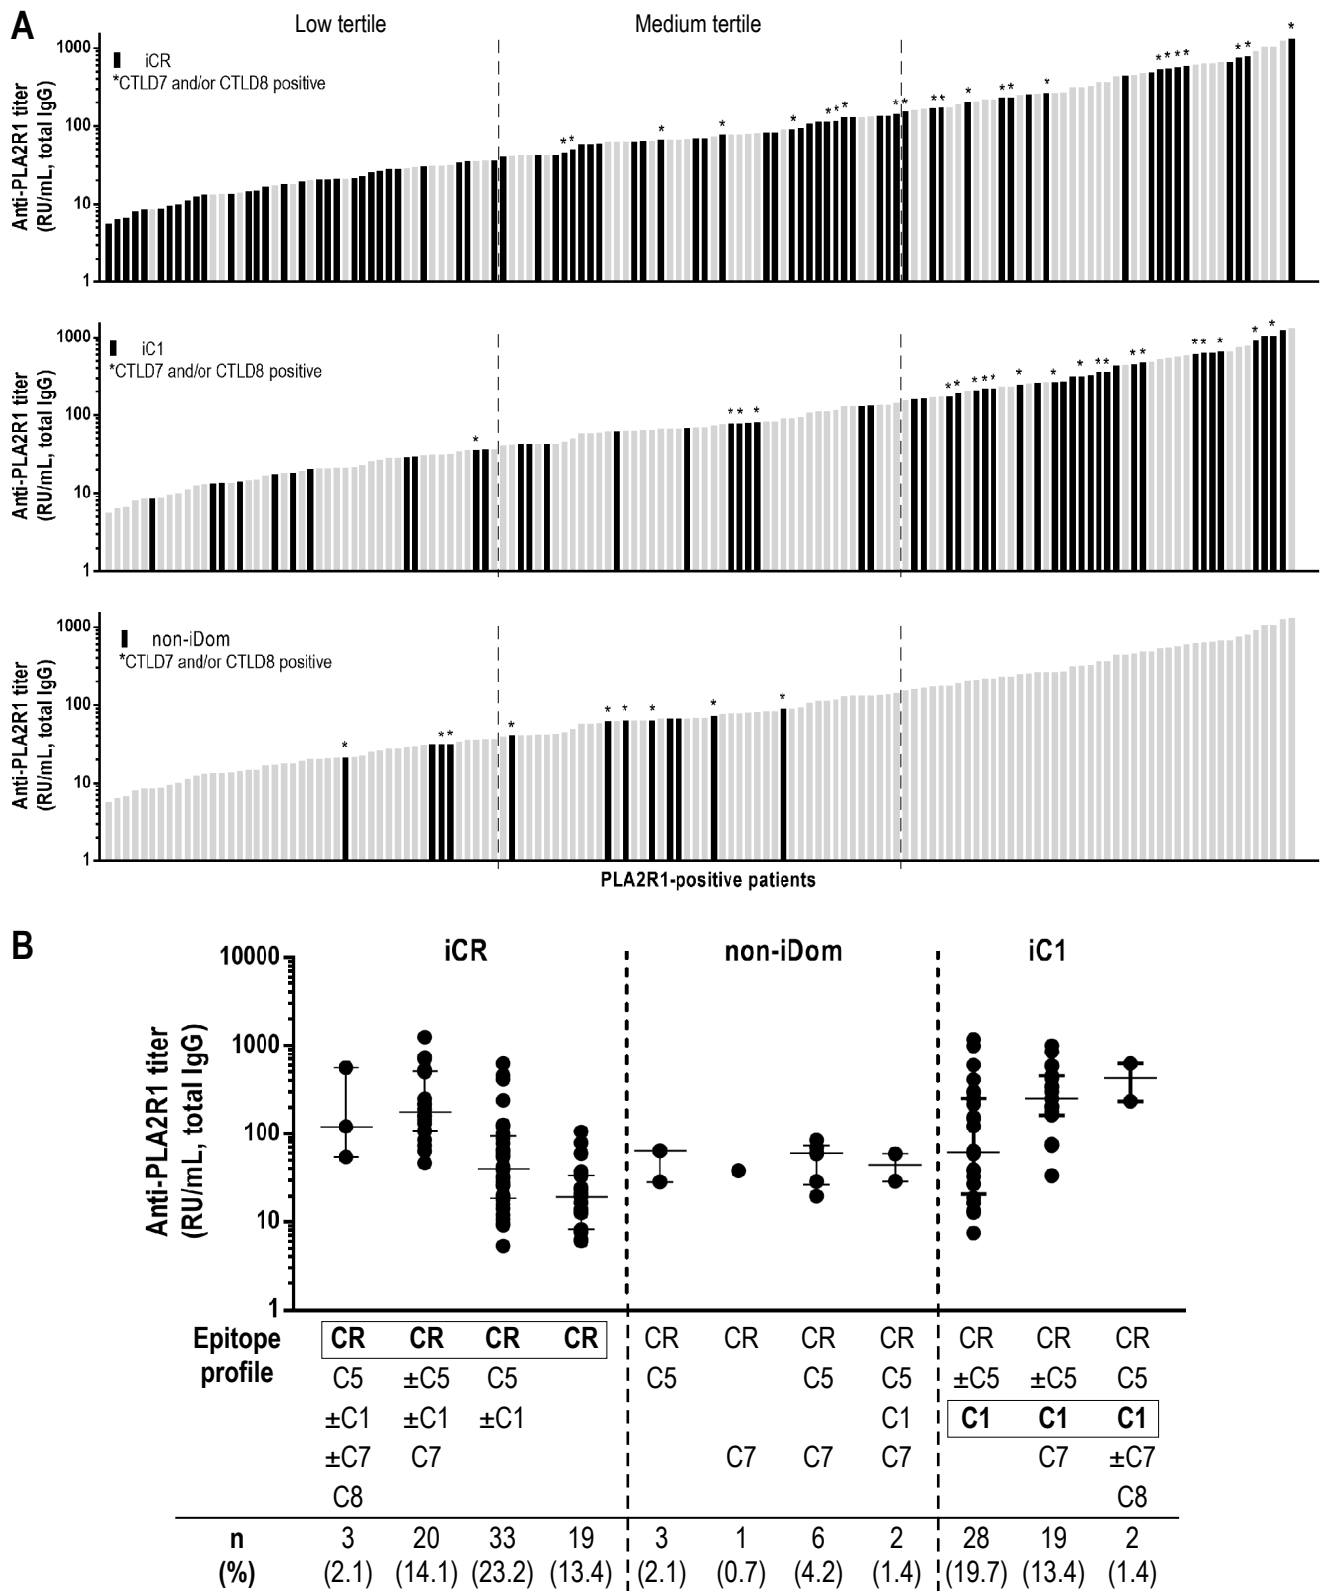 A
Low tertile
Medium tertile
Anti-PLA2R1 titer
(RU/mL, total IgG)
1000
100
10
1
iCR
*CTLD7 and/or CTLD8 positive
* * * * * * * * * * * * * * * * * * * * * * * *
Anti-PLA2R1 titer
(RU/mL, total IgG)
1000
100
10
1
iC1
*CTLD7 and/or CTLD8 positive
* * * * * * * * * * * * * * * * * * * * * *
Anti-PLA2R1 titer
(RU/mL, total IgG)
1000
100
10
1
non-iDom
*CTLD7 and/or CTLD8 positive
* * * * * * * * *
PLA2R1-positive patients
B
iCR non-iDom iC1
Anti-PLA2R1 titer
(RU/mL, total IgG)
10000
1000
100
10
1
Epitope
profile
CR CR CR CR CR CR CR CR CR CR CR
C5 ±C5 C5 C5 C5 C5 ±C5 ±C5 C5
±C1 ±C1 ±C1 C1 C1 C1 C1
±C7 C7 C7 C7 C7 C7 ±C7
C8 C8
n 3 20 33 19 3 1 6 2 28 19 2
(%) (2.1) (14.1) (23.2) (13.4) (2.1) (0.7) (4.2) (1.4) (19.7) (13.4) (1.4)